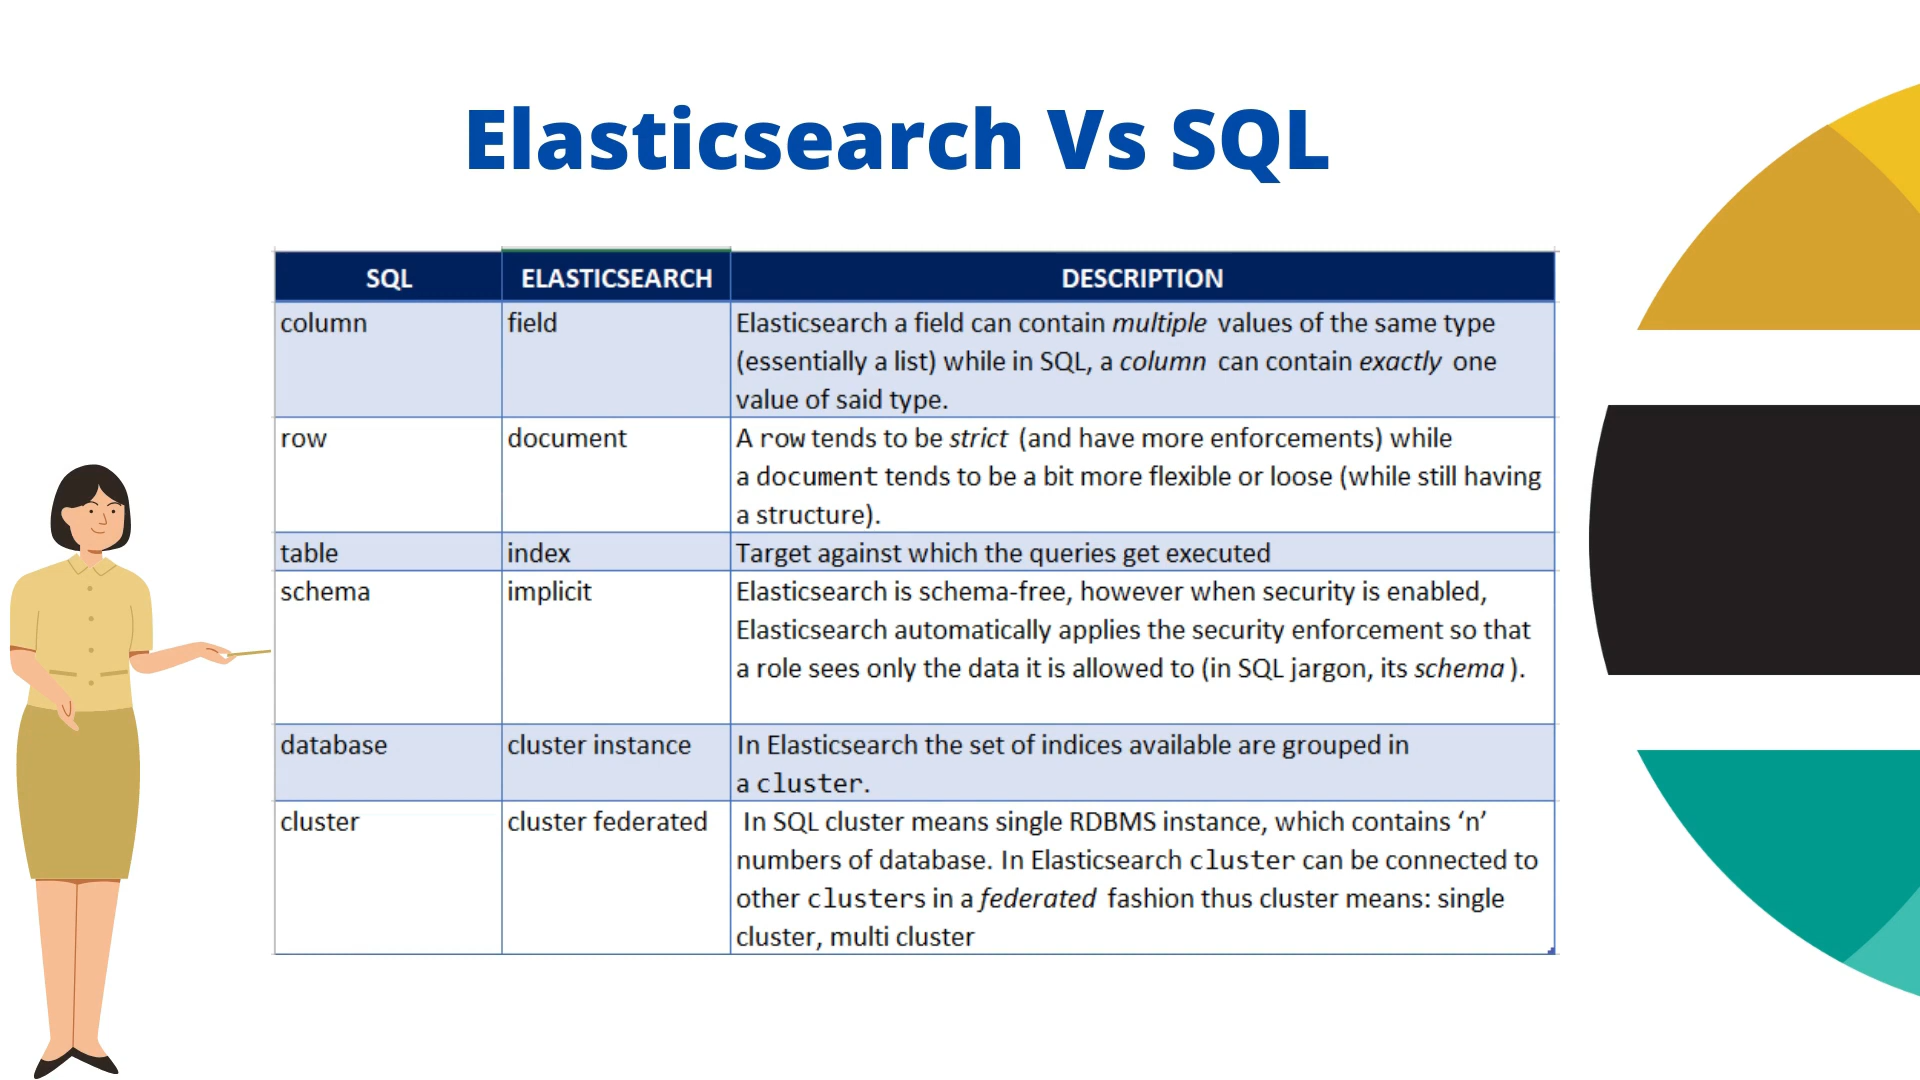 Elasticsearch Vs SQL
SQL ELASTICSEARCH DESCRIPTION
column field Elasticsearch a field can contain multiple values of the same type
(essentially a list) while in SQL, a column can contain exactly one
value of said type.
row document A row tends to be strict (and have more enforcements) while
a document tends to be a bit more flexible or loose (while still having
a structure).
table index Target against which the queries get executed
schema implicit Elasticsearch is schema-free, however when security is enabled,
Elasticsearch automatically applies the security enforcement so that
a role sees only the data it is allowed to (in SQL jargon, its schema ).
database cluster instance In Elasticsearch the set of indices available are grouped in
a cluster.
cluster cluster federated In SQL cluster means single RDBMS instance, which contains ‘n’
numbers of database. In Elasticsearch cluster can be connected to
other clusters in a federated fashion thus cluster means: single
cluster, multi cluster